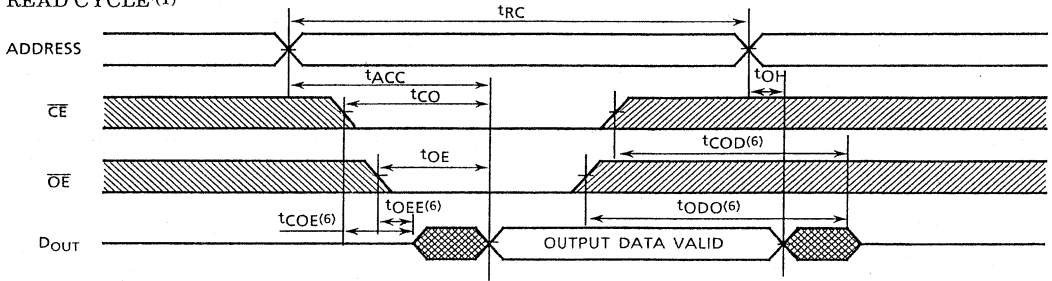 READ CYCLE (1)
tRC
ADDRESS
tACC
tOH
tCO
CE
tCOD(6)
tOE
OE
tOEE(6)
tODO(6)
tCOE(6)
DOUT
OUTPUT DATA VALID